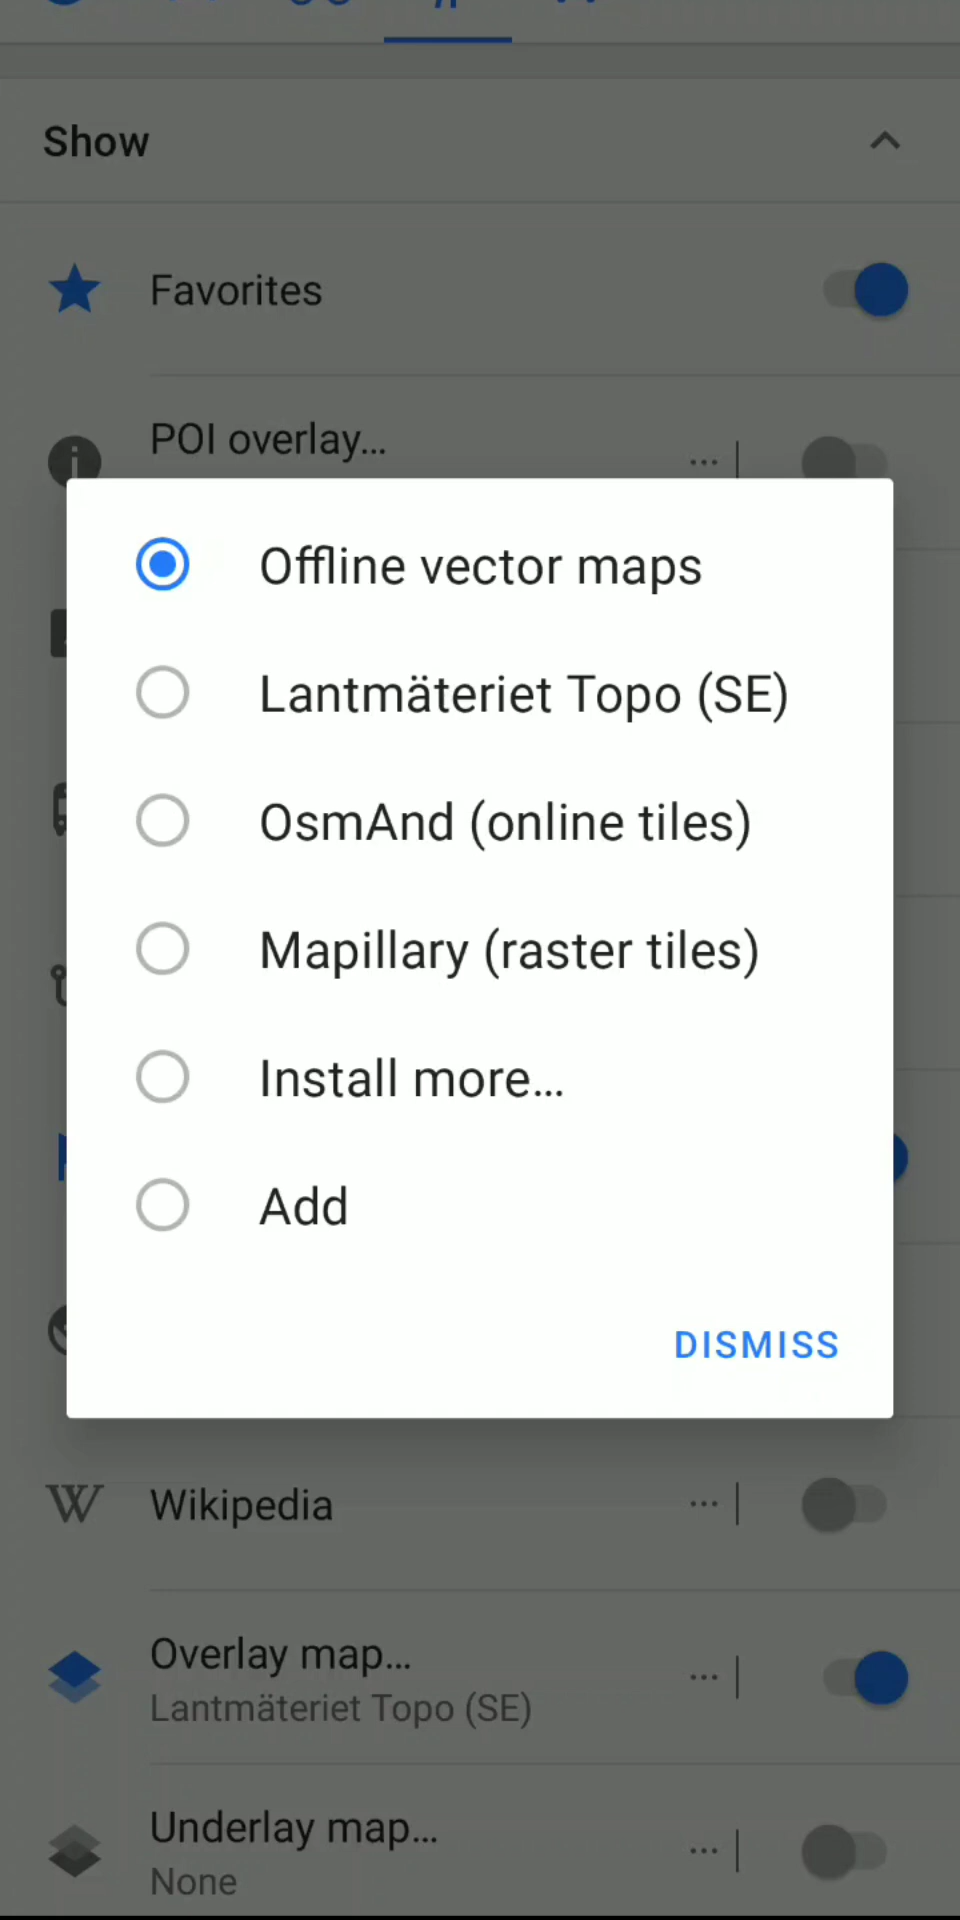 Show
Favorites
POI overlay...
Offline vector maps
Lantmäteriet Topo (SE)
OsmAnd (online tiles)
Mapillary (raster tiles)
Install more...
Add
DISMISS
Wikipedia
Overlay map...
Lantmäteriet Topo (SE)
Underlay map...
None